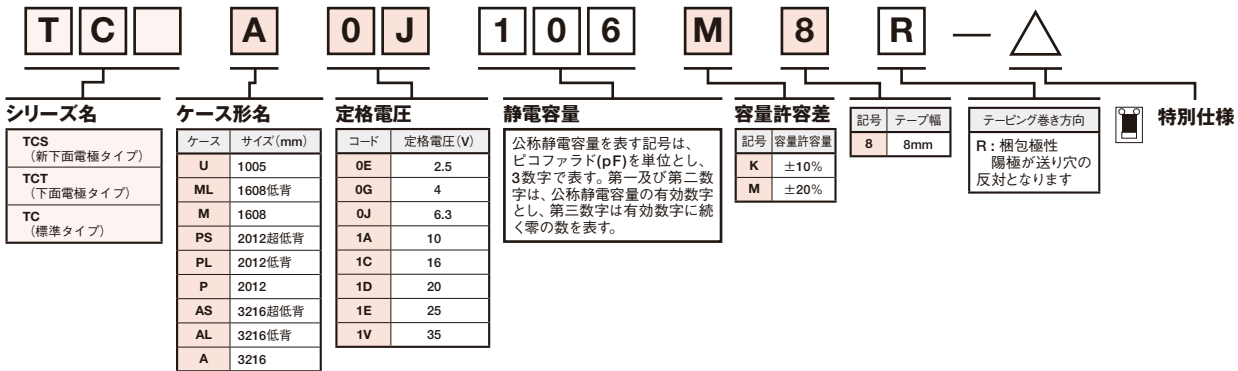 T C A 0 J 1 0 6 M 8 R — △
シリーズ名
TCS
(新下面電極タイプ)
TCT
(下面電極タイプ)
TC
(標準タイプ)
ケース形名
ケース サイズ(mm)
U 1005
ML 1608低背
M 1608
PS 2012超低背
PL 2012低背
P 2012
AS 3216超低背
AL 3216低背
A 3216
定格電圧
コード 定格電圧(V)
0E 2.5
0G 4
0J 6.3
1A 10
1C 16
1D 20
1E 25
1V 35
静電容量
公称静電容量を表す記号は、
ピコファラド(pF)を単位とし、
3数字で表す。第一及び第二数
字は、公称静電容量の有効数字
とし、第三数字は有効数字に続
く零の数を表す。
容量許容差
記号 容量許容量
K ±10%
M ±20%
記号 テープ幅
8 8mm
テーピング巻き方向
R:梱包極性
陽極が送り穴の
反対となります
特別仕様